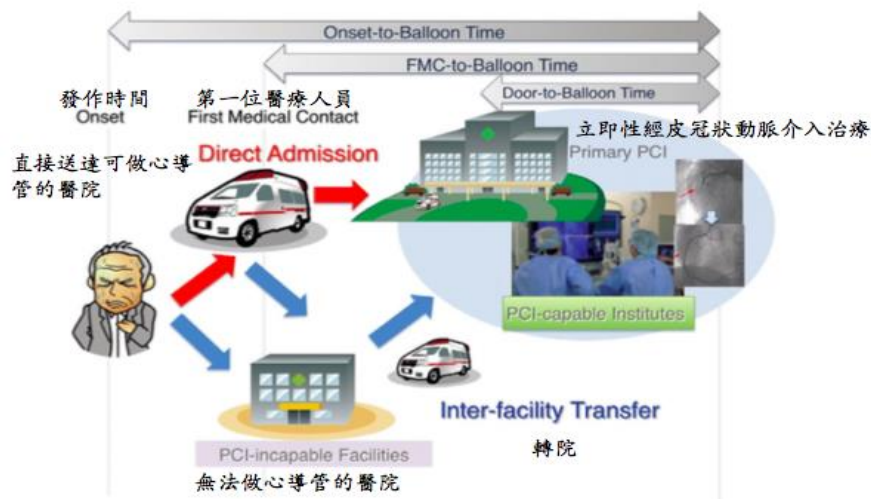 Onset-to-Balloon Time
FMC-to-Balloon Time
Door-to-Balloon Time
發作時間
Onset
第一位醫療人員
First Medical Contact
立即性經皮冠狀動脈介入治療
Primary PCI
Direct Admission
直接送達可做心導
管的醫院
PCI-capable Institutes
Inter-facility Transfer
轉院
PCI-incapable Facilities
無法做心導管的醫院